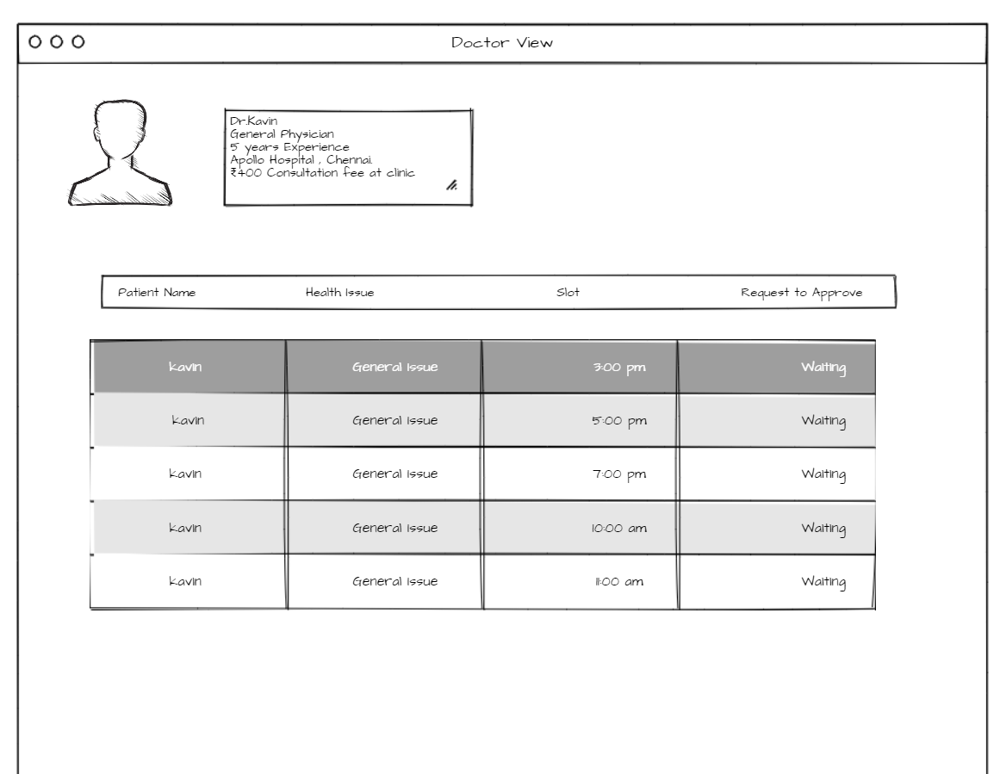 Doctor View
Dr.Kavin
General Physician
5 years Experience
Apollo Hospital , Chennai.
₹400 Consultation fee at clinic
Patient Name Health Issue Slot Request to Approve
kavin General Issue 3:00 pm Waiting
kavin General Issue 5:00 pm Waiting
kavin General Issue 7:00 pm Waiting
kavin General Issue 10:00 am Waiting
kavin General Issue 11:00 am Waiting